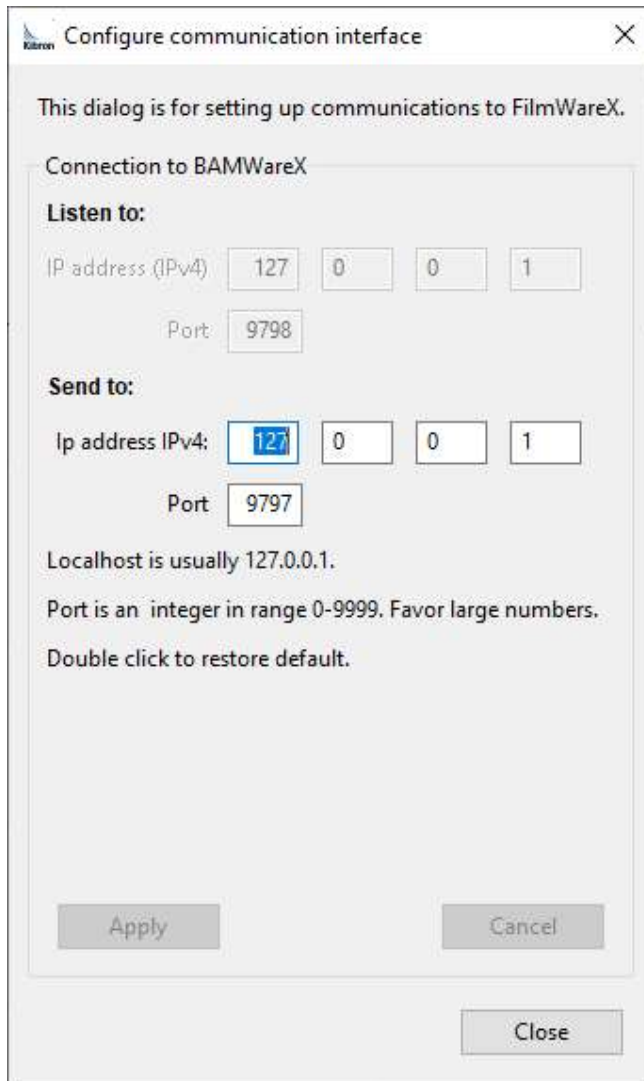 Kibron Configure communication interface
This dialog is for setting up communications to FilmWareX.
Connection to BAMWareX
Listen to:
IP address (IPv4) 127 0 0 1
Port 9798
Send to:
Ip address IPv4: 127 0 0 1
Port 9797
Localhost is usually 127.0.0.1.
Port is an  integer in range 0-9999. Favor large numbers.
Double click to restore default.
Apply Cancel
Close